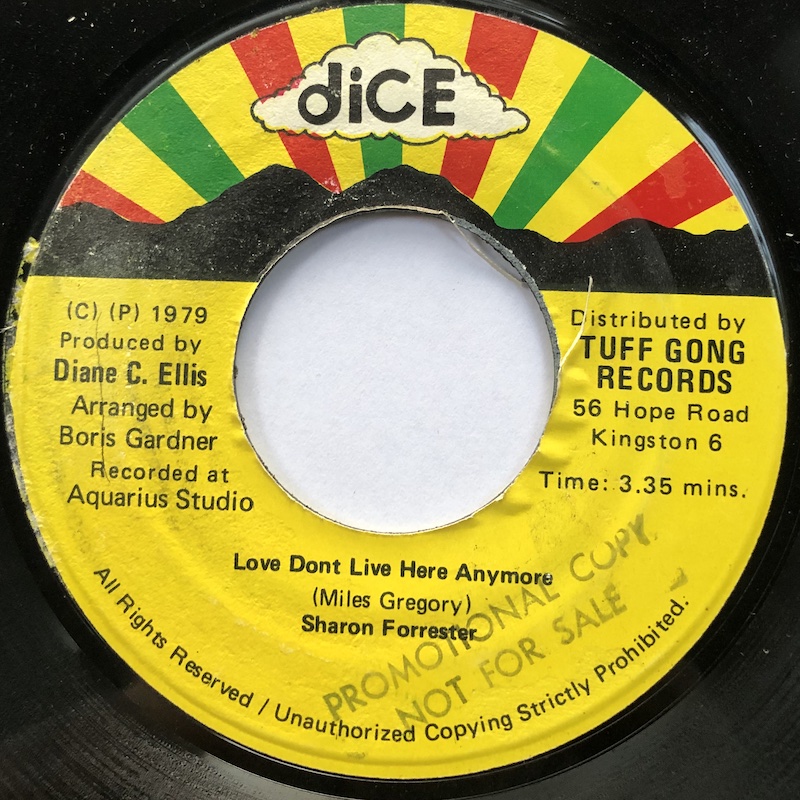 diCE
(C) (P) 1979
Produced by
Diane C. Ellis
Arranged by
Boris Gardner
Recorded at
Aquarius Studio
Distributed by
TUFF GONG
RECORDS
56 Hope Road
Kingston 6
Time: 3.35 mins.
Love Dont Live Here Anymore
(Miles Gregory)
Sharon Forrester
PROMOTIONAL COPY
NOT FOR SALE
All Rights Reserved / Unauthorized Copying Strictly Prohibited.